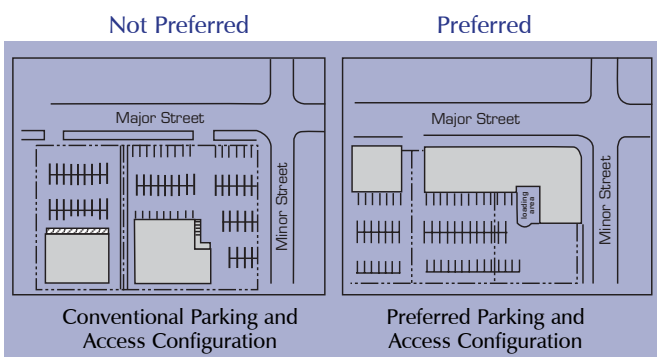 Not Preferred
Preferred
Major Street
Minor Street
Major Street
loading
area
Minor Street
Conventional Parking and
Access Configuration
Preferred Parking and
Access Configuration